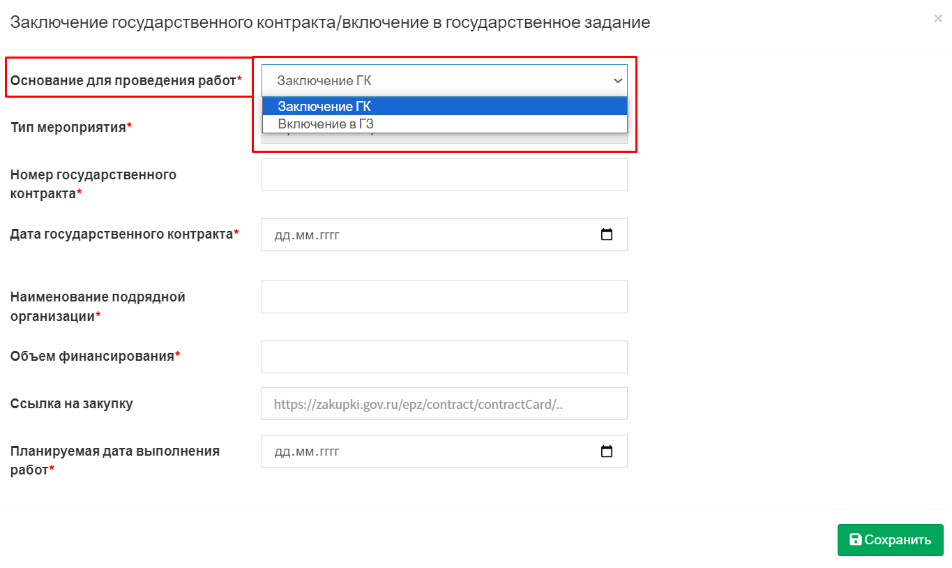 Заключение государственного контракта/включение в государственное задание
×
Основание для проведения работ*
Заключение ГК
Заключение ГК
Включение в ГЗ
Тип мероприятия*
Номер государственного
контракта*
Дата государственного контракта*
дд.мм.гггг
Наименование подрядной
организации*
Объем финансирования*
Ссылка на закупку
https://zakupki.gov.ru/epz/contract/contractCard/..
Планируемая дата выполнения
работ*
дд.мм.гггг
Сохранить